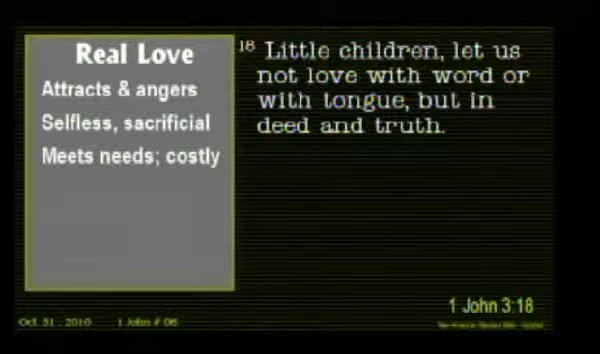 Real Love
Attracts & angers
Selfless, sacrificial
Meets needs; costly
18 Little children, let us
not love with word or
with tongue, but in
deed and truth.
1 John 3:18
Oct. 31, 2010 1 John # 06